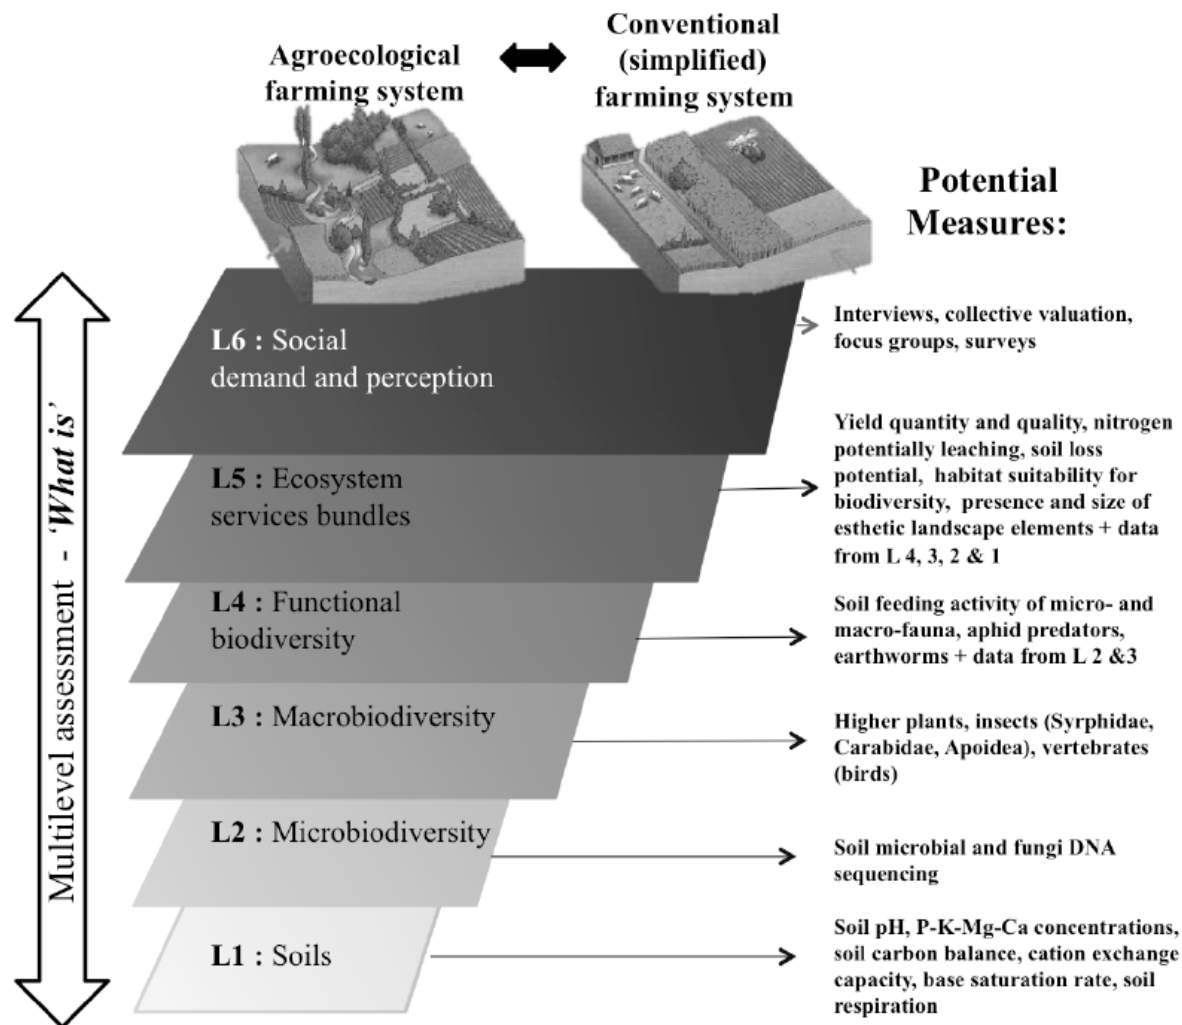 Agroecological
farming system
Conventional
(simplified)
farming system
Potential
Measures:
Multilevel assessment - ‘What is’
L6 : Social
demand and perception
Interviews, collective valuation,
focus groups, surveys
L5 : Ecosystem
services bundles
Yield quantity and quality, nitrogen
potentially leaching, soil loss
potential, habitat suitability for
biodiversity, presence and size of
esthetic landscape elements + data
from L 4, 3, 2 & 1
L4 : Functional
biodiversity
Soil feeding activity of micro- and
macro-fauna, aphid predators,
earthworms + data from L 2 &3
L3 : Macrobiodiversity
Higher plants, insects (Syrphidae,
Carabidae, Apoidea), vertebrates
(birds)
L2 : Microbiodiversity
Soil microbial and fungi DNA
sequencing
L1 : Soils
Soil pH, P-K-Mg-Ca concentrations,
soil carbon balance, cation exchange
capacity, base saturation rate, soil
respiration